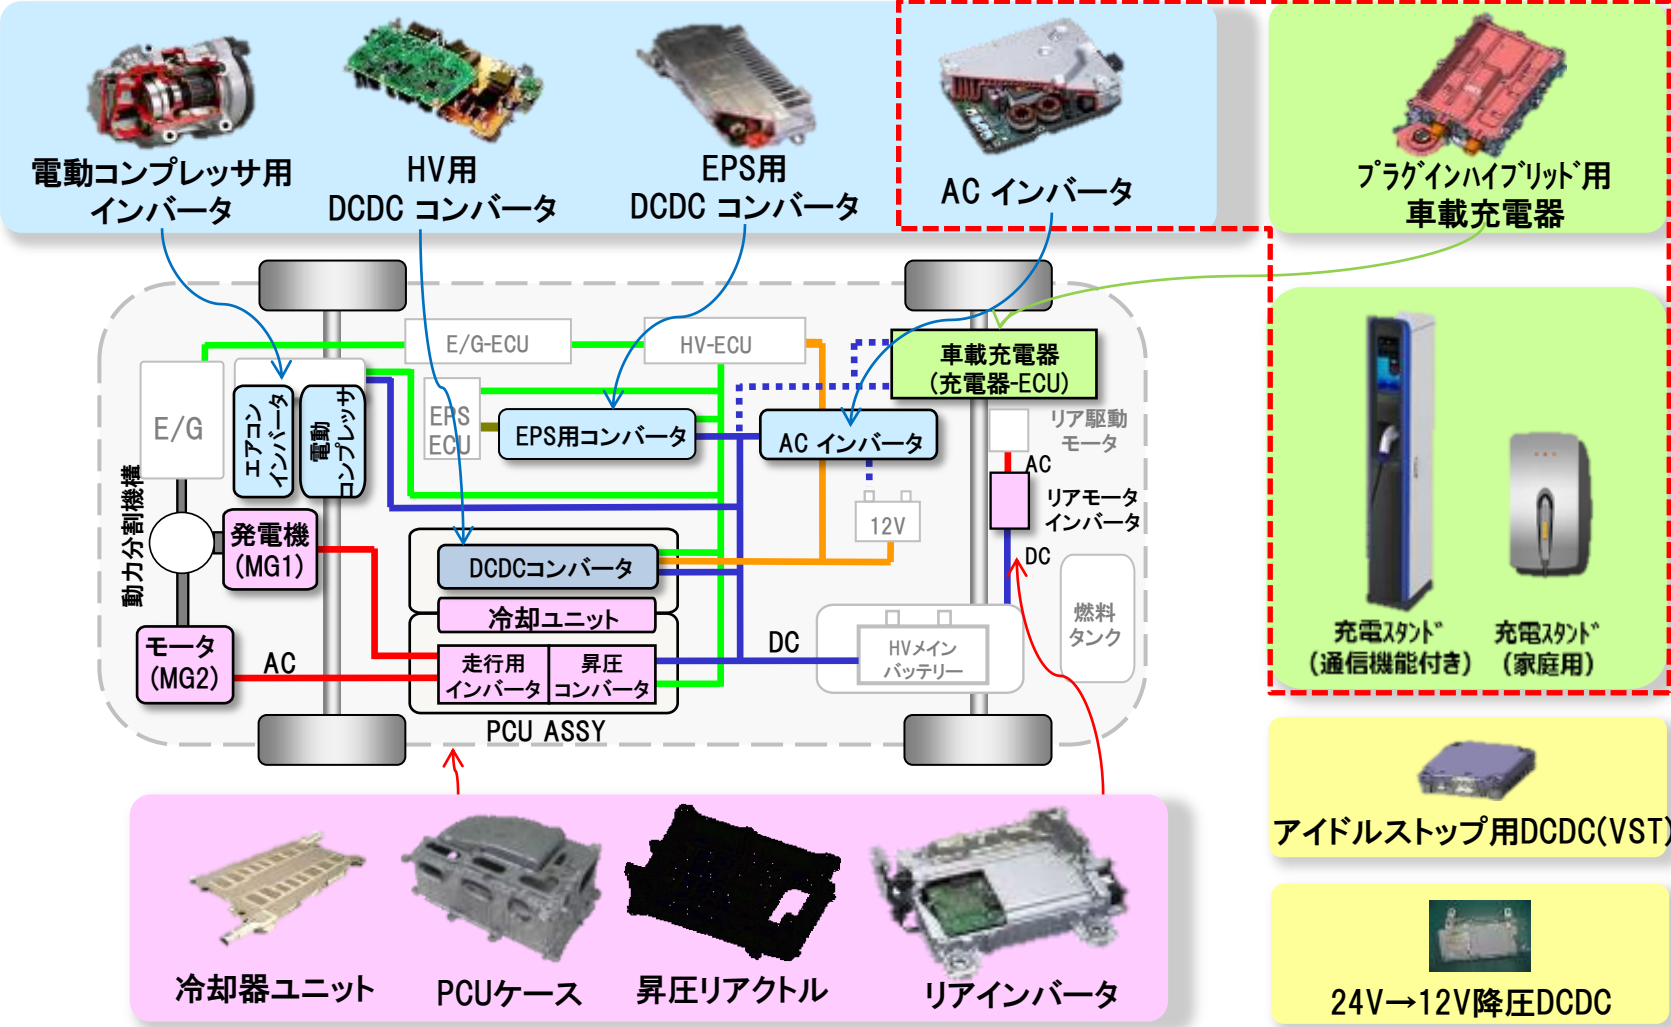 電動コンプレッサ用
インバータ
HV用
DCDC コンバータ
EPS用
DCDC コンバータ
AC インバータ
プラグインハイブリッド用
車載充電器
E/G-ECU
HV-ECU
車載充電器
(充電器-ECU)
E/G
エアコン
インバータ
電動
コンプレッサ
EPS
ECU
EPS用コンバータ
AC インバータ
リア駆動
モータ
AC
リアモータ
インバータ
DC
12V
動力分割機構
発電機
(MG1)
DCDCコンバータ
冷却ユニット
モータ
(MG2)
AC
走行用
インバータ
昇圧
コンバータ
DC
HVメイン
バッテリー
燃料
タンク
PCU ASSY
充電スタンド
(通信機能付き)
充電スタンド
(家庭用)
アイドルストップ用DCDC(VST)
24V→12V降圧DCDC
冷却器ユニット
PCUケース
昇圧リアクトル
リアインバータ